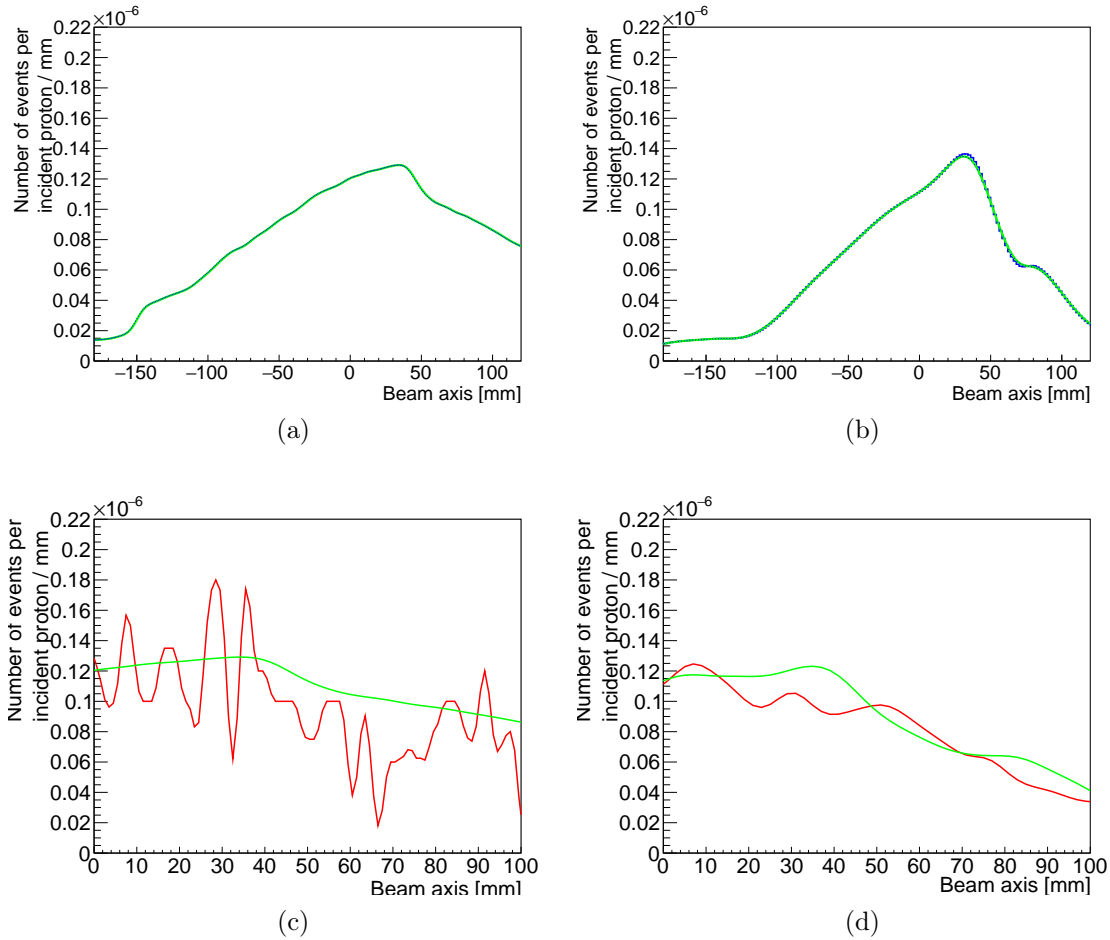 ×10⁻⁶
Number of events per
incident proton / mm
0.22
0.2
0.18
0.16
0.14
0.12
0.1
0.08
0.06
0.04
0.02
0
−150 −100 −50 0 50 100
Beam axis [mm]
(a)
×10⁻⁶
Number of events per
incident proton / mm
0.22
0.2
0.18
0.16
0.14
0.12
0.1
0.08
0.06
0.04
0.02
0
−150 −100 −50 0 50 100
Beam axis [mm]
(b)
×10⁻⁶
Number of events per
incident proton / mm
0.22
0.2
0.18
0.16
0.14
0.12
0.1
0.08
0.06
0.04
0.02
0
0 10 20 30 40 50 60 70 80 90 100
Beam axis [mm]
(c)
×10⁻⁶
Number of events per
incident proton / mm
0.22
0.2
0.18
0.16
0.14
0.12
0.1
0.08
0.06
0.04
0.02
0
0 10 20 30 40 50 60 70 80 90 100
Beam axis [mm]
(d)